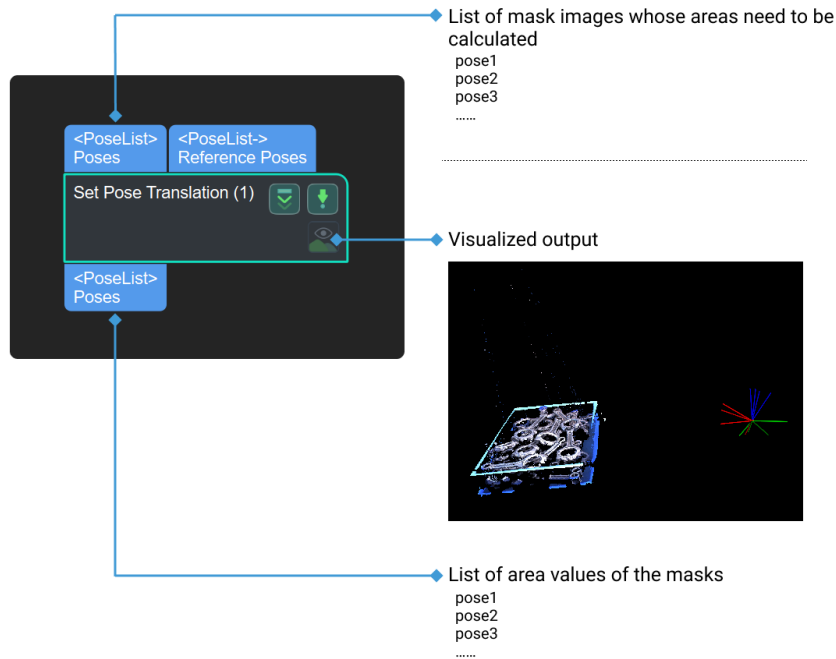 List of mask images whose areas need to be
calculated
pose1
pose2
pose3
......
<PoseList>
Poses
<PoseList->
Reference Poses
Set Pose Translation (1)
Visualized output
<PoseList>
Poses
List of area values of the masks
pose1
pose2
pose3
......